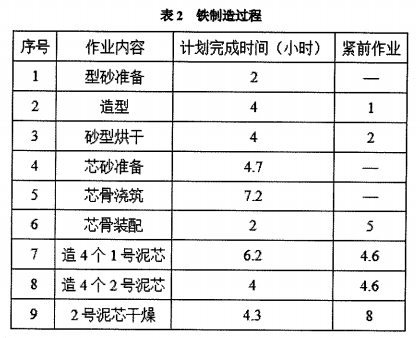 表2 铁制造过程
序号 作业内容 计划完成时间（小时） 紧前作业
1 型砂准备 2 —
2 造型 4 1
3 砂型烘干 4 2
4 芯砂准备 4.7 —
5 芯骨浇筑 7.2 —
6 芯骨装配 2 5
7 造4个1号泥芯 6.2 4.6
8 造4个2号泥芯 4 4.6
9 2号泥芯干燥 4.3 8